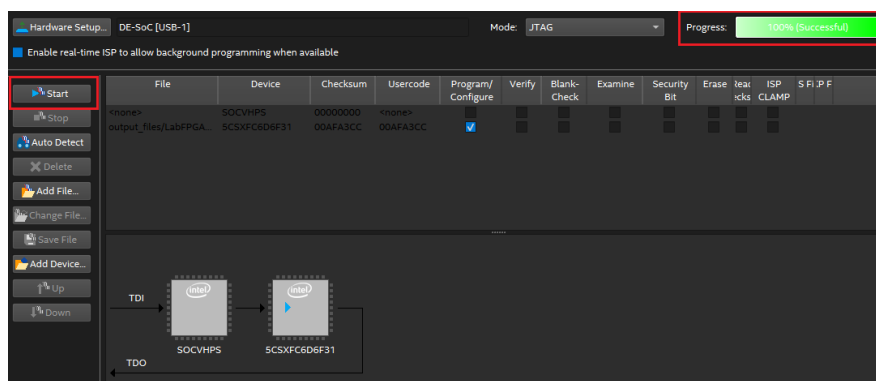 Hardware Setup... DE-SoC [USB-1] Mode: JTAG Progress: 100% (Successful)
Enable real-time ISP to allow background programming when available
Start
Stop
Auto Detect
Delete
Add File...
Change File...
Save File
Add Device...
Up
Down
File Device Checksum Usercode Program/ Configure Verify Blank- Check Examine Security Bit Erase ISP CLAMP
<none> SOCVHPS 00000000 <none>
output_files/LabFPGA... 5CSXFC6D6F31 00AFA3CC 00AFA3CC
TDI
intel
intel
SOCVHPS 5CSXFC6D6F31
TDO